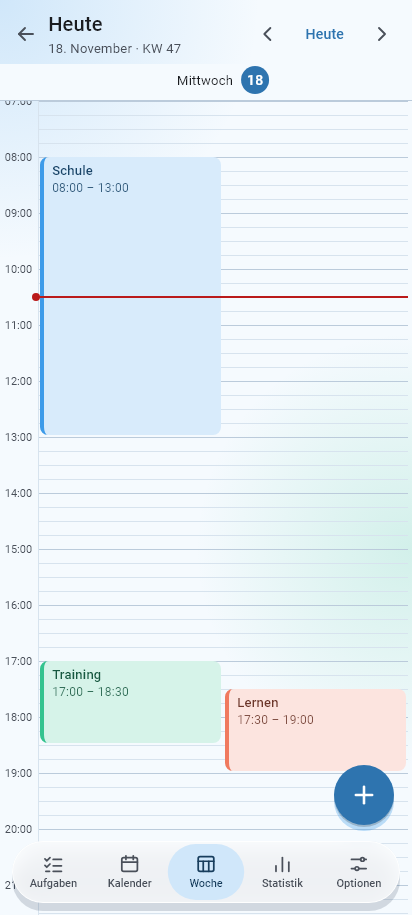 Heute
18. November · KW 47
Heute
Mittwoch 18
07:00
08:00
Schule
08:00 – 13:00
09:00
10:00
11:00
12:00
13:00
14:00
15:00
16:00
17:00
Training
17:00 – 18:30
Lernen
17:30 – 19:00
18:00
19:00
20:00
Aufgaben
Kalender
Woche
Statistik
Optionen